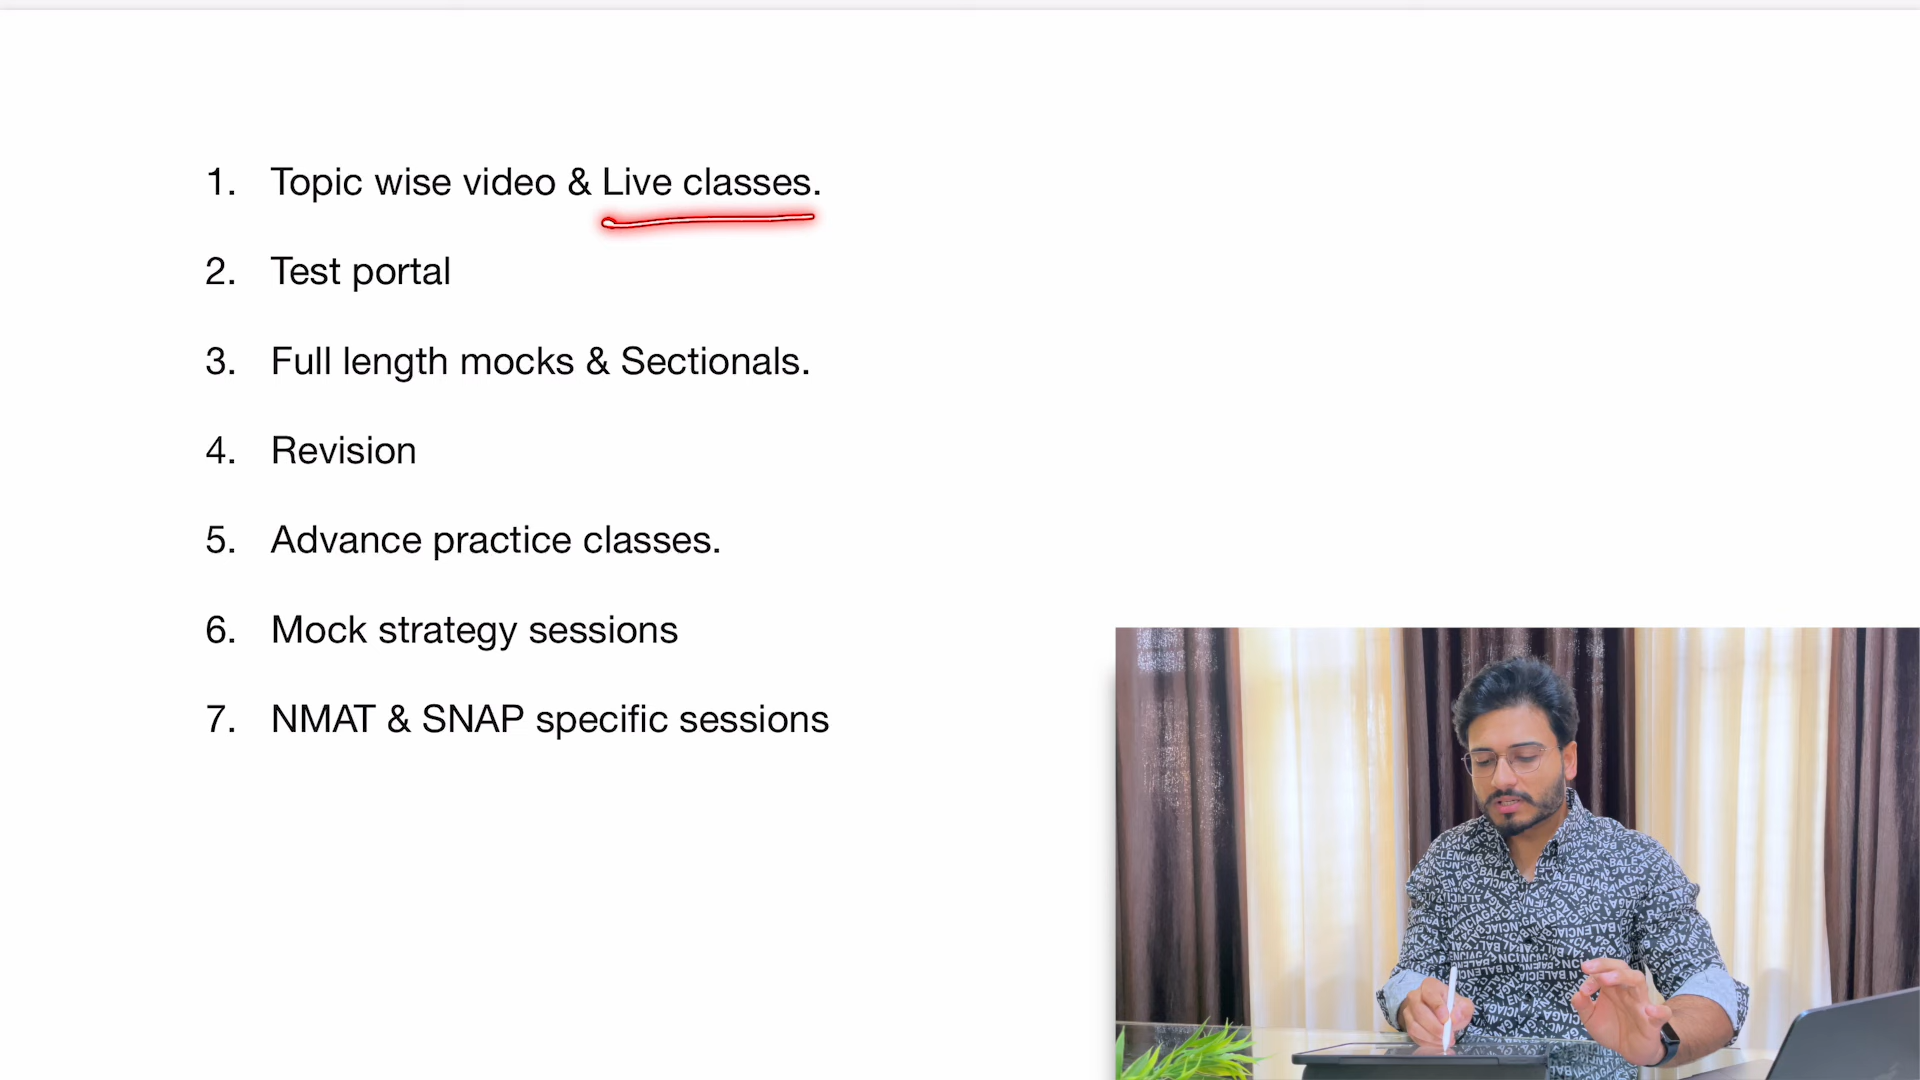 1. Topic wise video & Live classes.
2. Test portal
3. Full length mocks & Sectionals.
4. Revision
5. Advance practice classes.
6. Mock strategy sessions
7. NMAT & SNAP specific sessions
BALENCIAGA